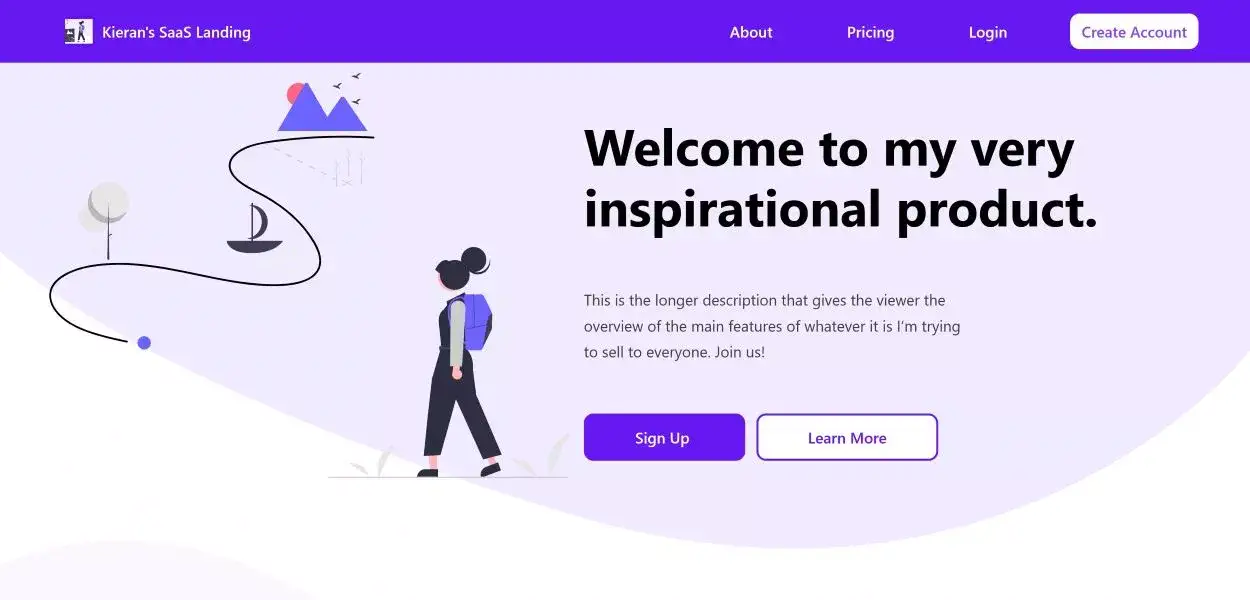 Kieran's SaaS Landing
About
Pricing
Login
Create Account
Welcome to my very
inspirational product.
This is the longer description that gives the viewer the
overview of the main features of whatever it is I'm trying
to sell to everyone. Join us!
Sign Up
Learn More